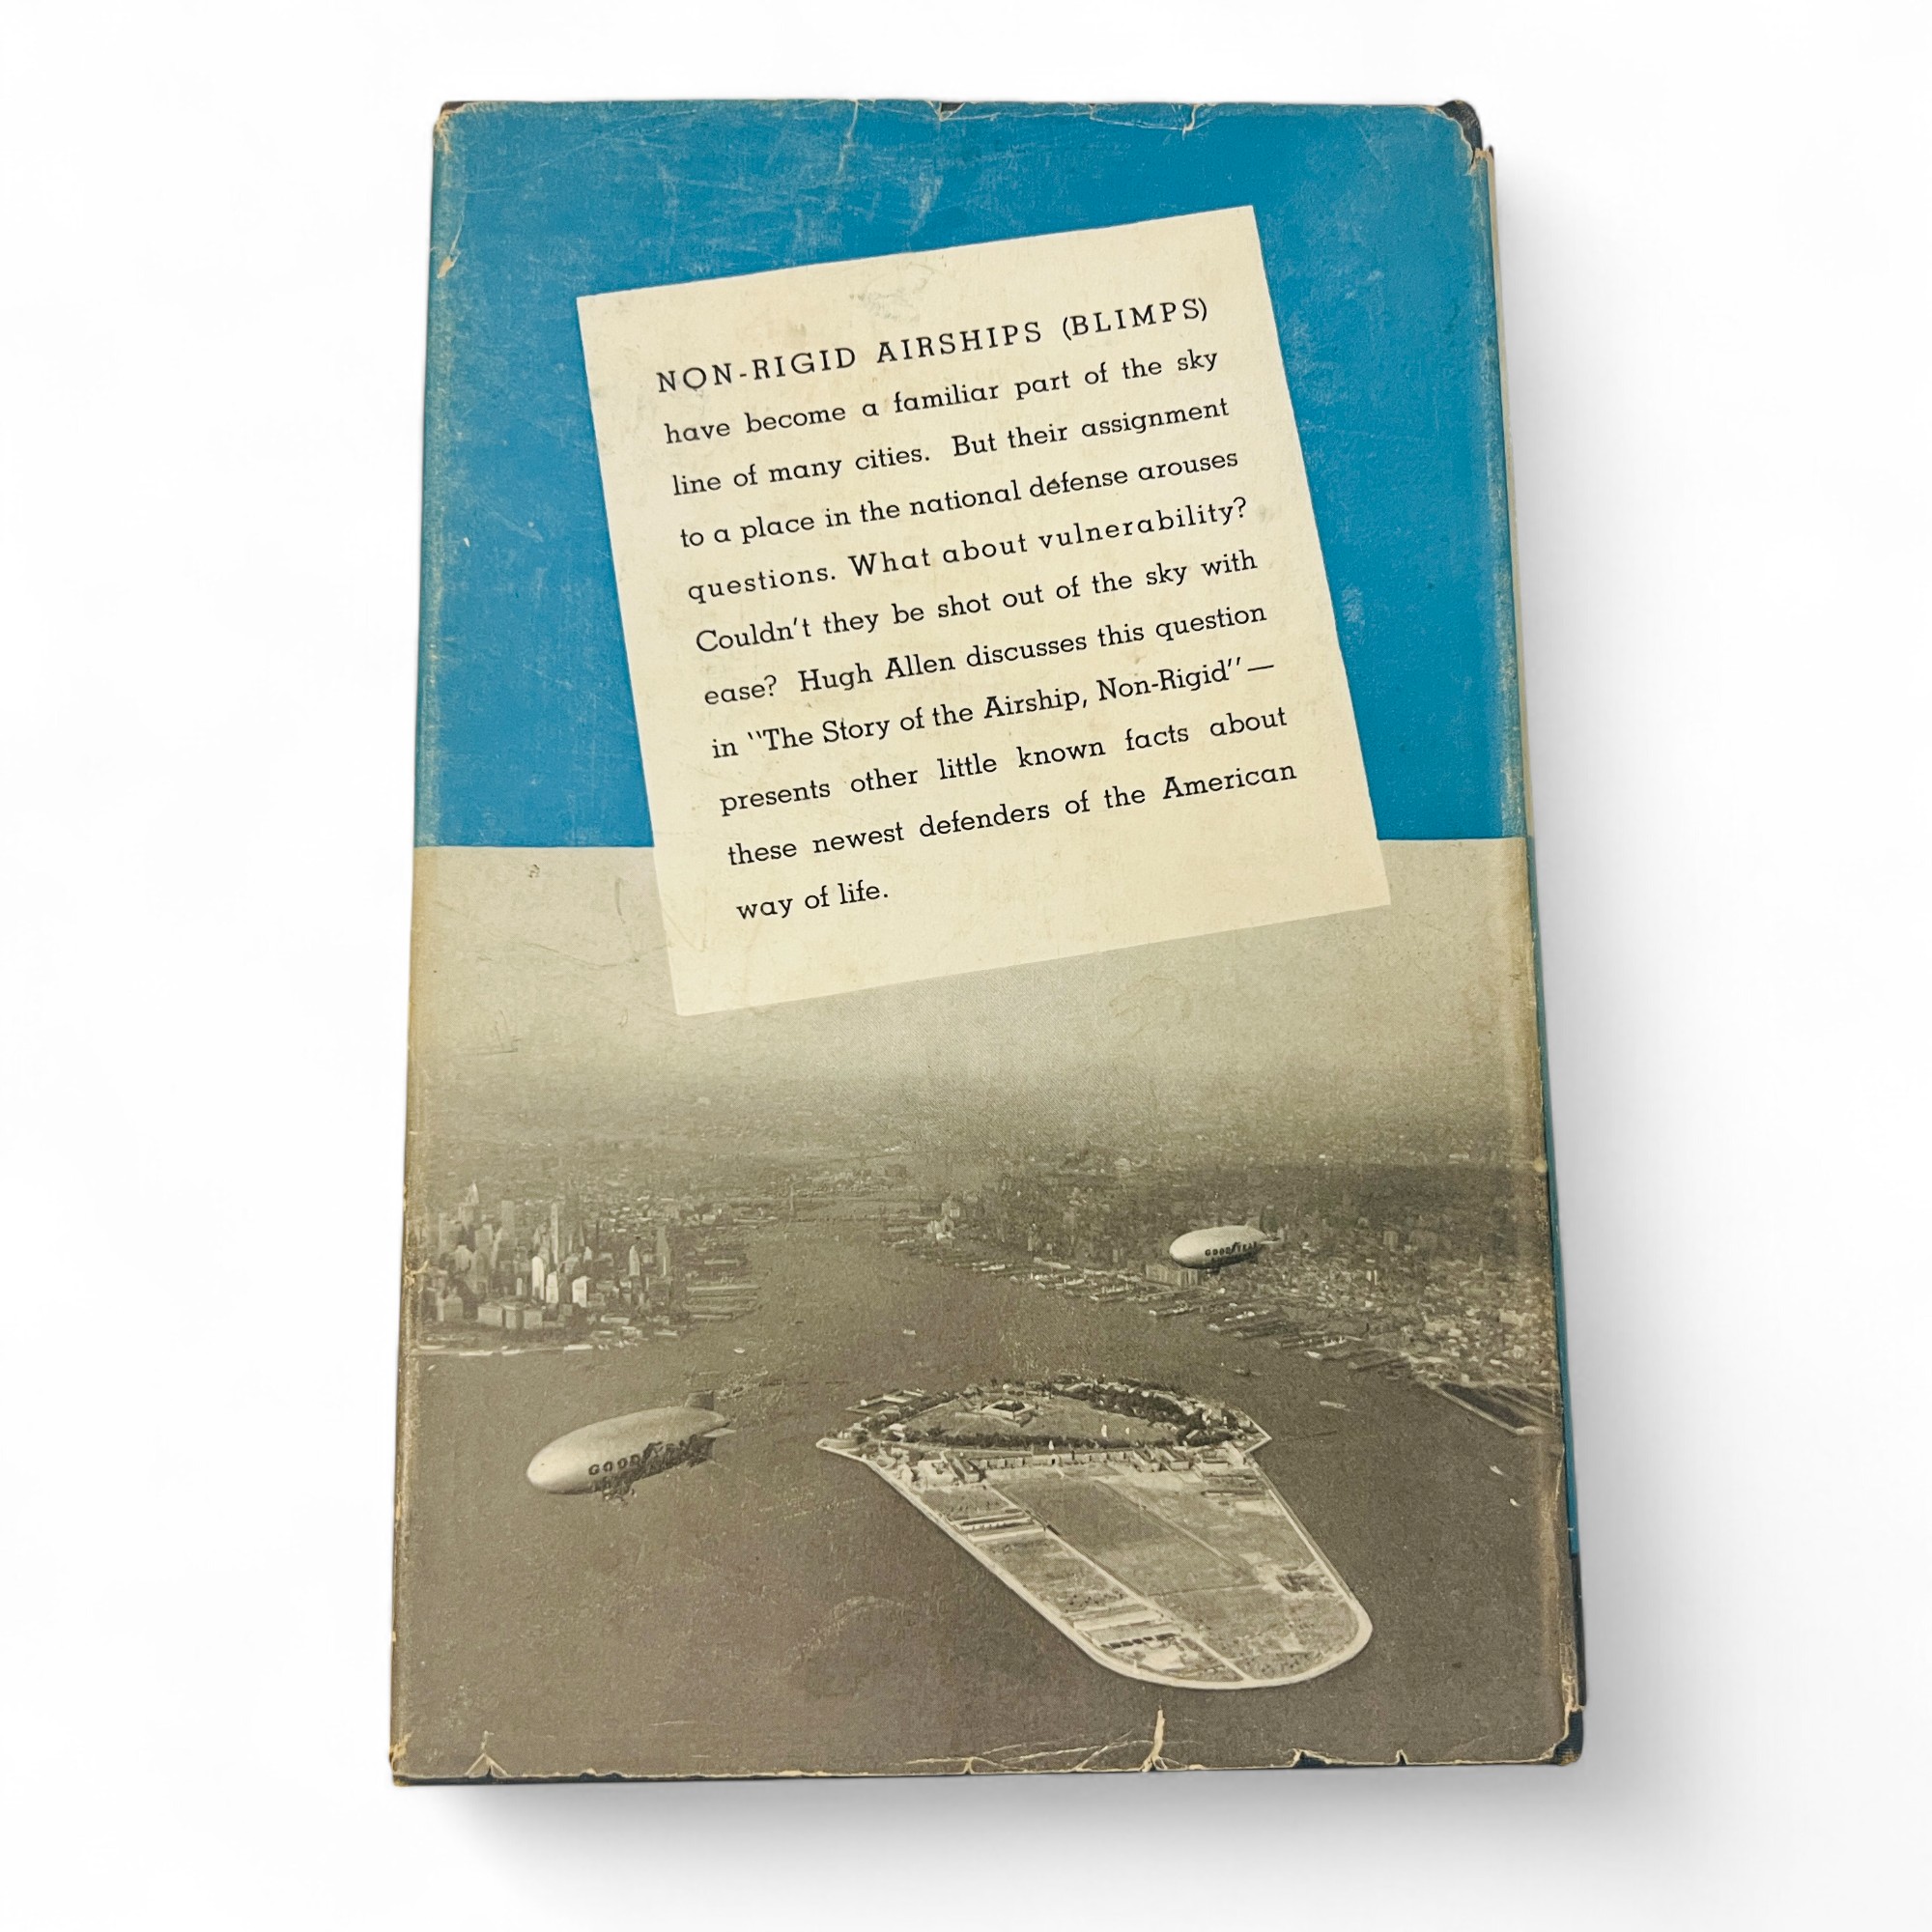 NON-RIGID AIRSHIPS (BLIMPS)
have become a familiar part of the sky
line of many cities. But their assignment
to a place in the national defense arouses
questions. What about vulnerability?
Couldn't they be shot out of the sky with
ease? Hugh Allen discusses this question
in "The Story of the Airship, Non-Rigid"—
presents other little known facts about
these newest defenders of the American
way of life.
GOODYEAR
GOODYEAR